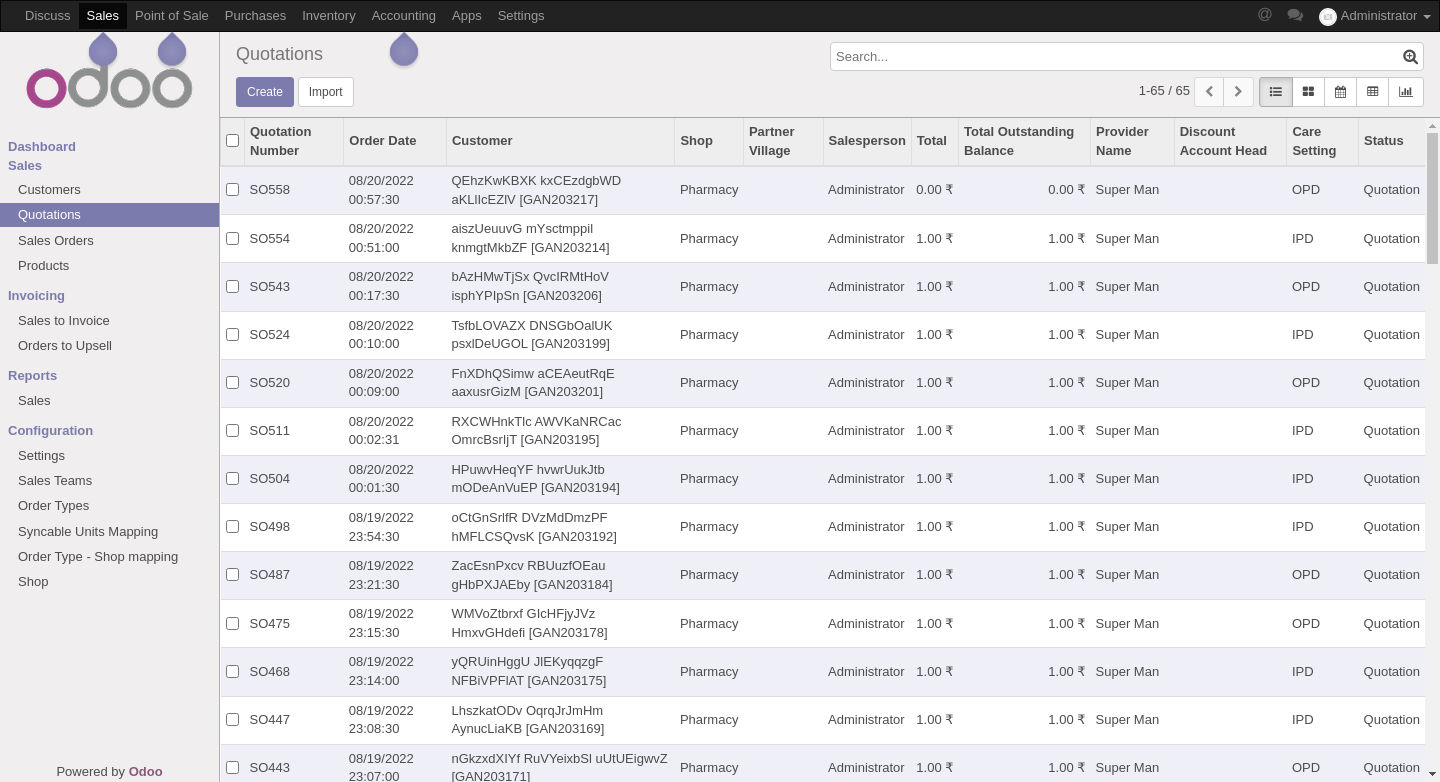 Discuss Sales Point of Sale Purchases Inventory Accounting Apps Settings @ Administrator
odoo
Quotations
Search...
Create Import
1-65 / 65
Dashboard
Sales
Customers
Quotations
Sales Orders
Products
Invoicing
Sales to Invoice
Orders to Upsell
Reports
Sales
Configuration
Settings
Sales Teams
Order Types
Syncable Units Mapping
Order Type - Shop mapping
Shop
Powered by Odoo
Quotation Number Order Date Customer Shop Partner Village Salesperson Total Total Outstanding Balance Provider Name Discount Account Head Care Setting Status
SO558 08/20/2022 00:57:30 QEhzKwKBXK kxCEzdgbWD aKLlIcEZlV [GAN203217] Pharmacy Administrator 0.00 ₹ 0.00 ₹ Super Man OPD Quotation
SO554 08/20/2022 00:51:00 aiszUeuuvG mYsctmppil knmgtMkbZF [GAN203214] Pharmacy Administrator 1.00 ₹ 1.00 ₹ Super Man IPD Quotation
SO543 08/20/2022 00:17:30 bAzHMwTjSx QvcIRMtHoV isphYPIpSn [GAN203206] Pharmacy Administrator 1.00 ₹ 1.00 ₹ Super Man OPD Quotation
SO524 08/20/2022 00:10:00 TsfbLOVAZX DNSGbOalUK psxlDeUGOL [GAN203199] Pharmacy Administrator 1.00 ₹ 1.00 ₹ Super Man IPD Quotation
SO520 08/20/2022 00:09:00 FnXDhQSimw aCEAeutRqE aaxusrGizM [GAN203201] Pharmacy Administrator 1.00 ₹ 1.00 ₹ Super Man OPD Quotation
SO511 08/20/2022 00:02:31 RXCWHnkTlc AWVKaNRCac OmrcBsrIjT [GAN203195] Pharmacy Administrator 1.00 ₹ 1.00 ₹ Super Man IPD Quotation
SO504 08/20/2022 00:01:30 HPuwvHeqYF hvwrUukJtb mODeAnVuEP [GAN203194] Pharmacy Administrator 1.00 ₹ 1.00 ₹ Super Man IPD Quotation
SO498 08/19/2022 23:54:30 oCtGnSrlfR DVzMdDmzPF hMFLCSQvsK [GAN203192] Pharmacy Administrator 1.00 ₹ 1.00 ₹ Super Man IPD Quotation
SO487 08/19/2022 23:21:30 ZacEsnPxcv RBUuzfOEau gHbPXJAEby [GAN203184] Pharmacy Administrator 1.00 ₹ 1.00 ₹ Super Man OPD Quotation
SO475 08/19/2022 23:15:30 WMVoZtbrxf GIcHFjyJVz HmxvGHdefi [GAN203178] Pharmacy Administrator 1.00 ₹ 1.00 ₹ Super Man OPD Quotation
SO468 08/19/2022 23:14:00 yQRUinHggU JlEKyqqzgF NFBiVPFlAT [GAN203175] Pharmacy Administrator 1.00 ₹ 1.00 ₹ Super Man IPD Quotation
SO447 08/19/2022 23:08:30 LhszkatODv OqrqJrJmHm AynucLiaKB [GAN203169] Pharmacy Administrator 1.00 ₹ 1.00 ₹ Super Man IPD Quotation
SO443 08/19/2022 23:07:00 nGkzxdXIYf RuVYeixbSl uUtUEigwvZ [GAN203171] Pharmacy Administrator 1.00 ₹ 1.00 ₹ Super Man OPD Quotation